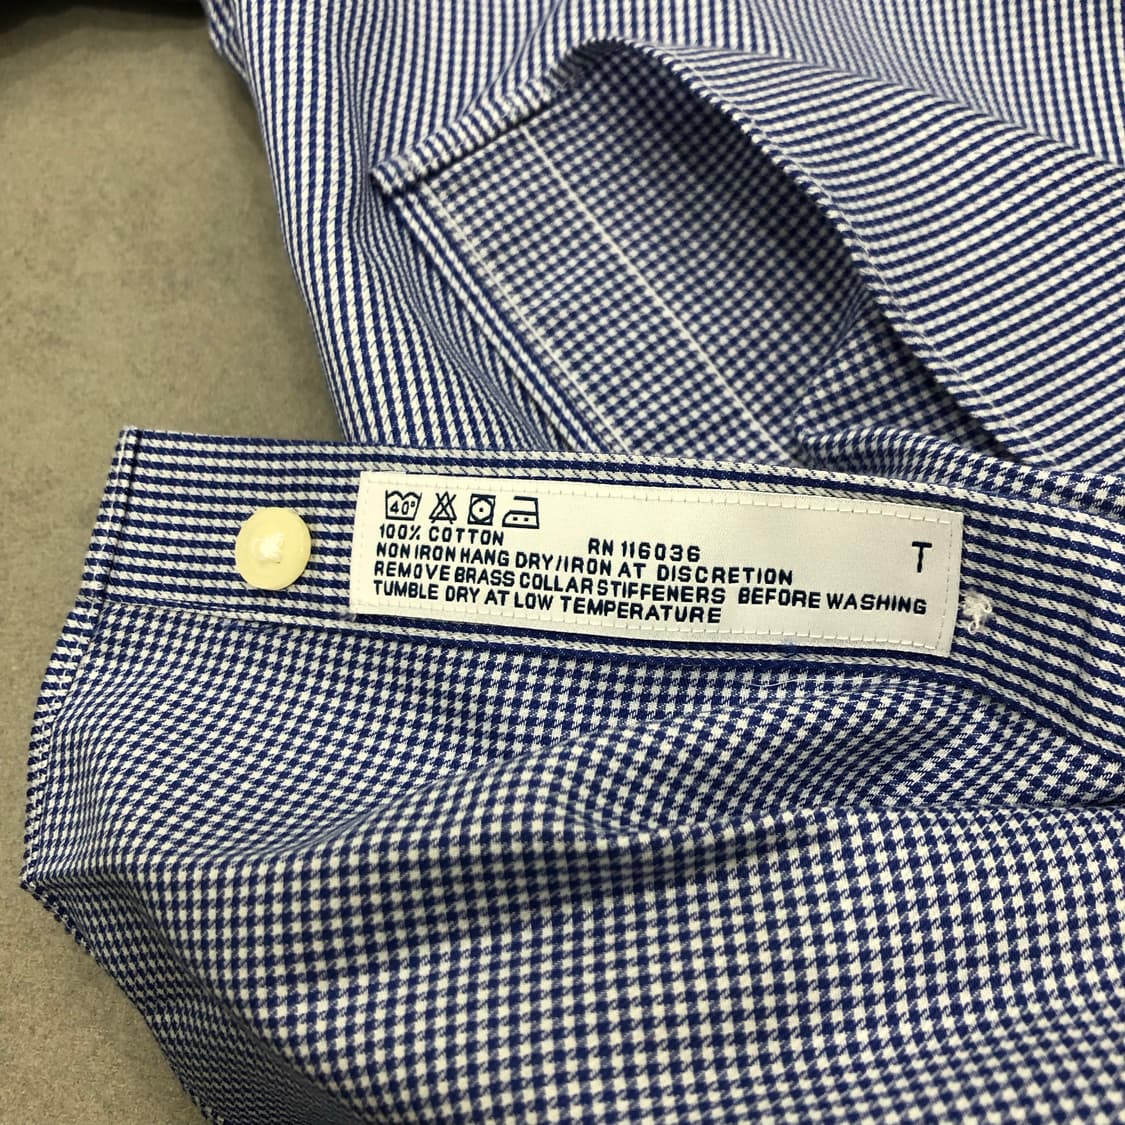 40°
100% COTTON RN 116036 T
NON IRON HANG DRY/IRON AT DISCRETION
REMOVE BRASS COLLAR STIFFENERS BEFORE WASHING
TUMBLE DRY AT LOW TEMPERATURE